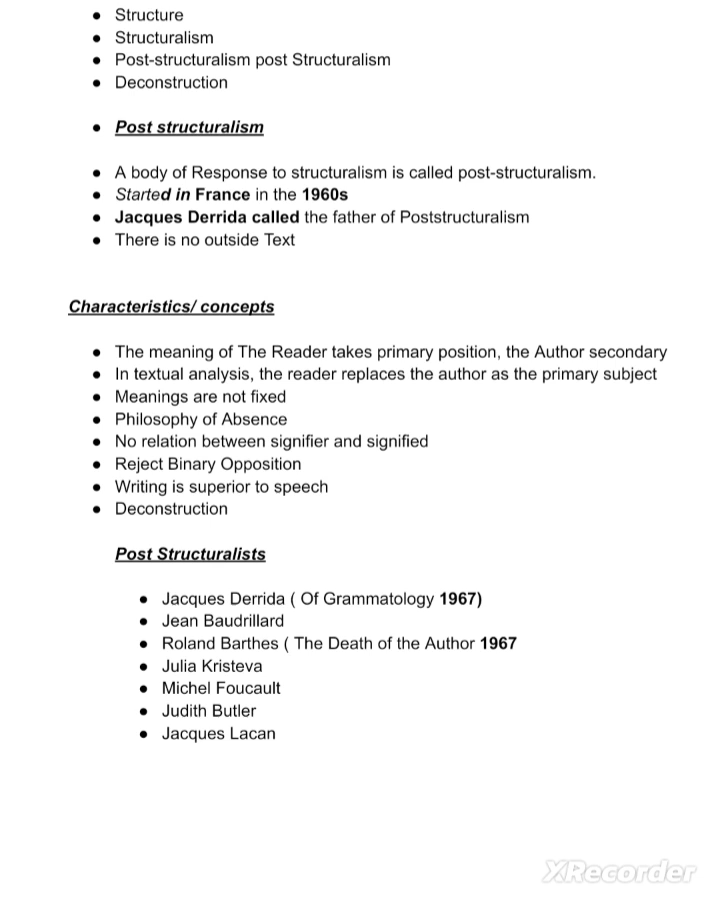 ● Structure
● Structuralism
● Post-structuralism post Structuralism
● Deconstruction
● Post structuralism
● A body of Response to structuralism is called post-structuralism.
● Started in France in the 1960s
● Jacques Derrida called the father of Poststructuralism
● There is no outside Text
Characteristics/ concepts
● The meaning of The Reader takes primary position, the Author secondary
● In textual analysis, the reader replaces the author as the primary subject
● Meanings are not fixed
● Philosophy of Absence
● No relation between signifier and signified
● Reject Binary Opposition
● Writing is superior to speech
● Deconstruction
Post Structuralists
● Jacques Derrida ( Of Grammatology 1967)
● Jean Baudrillard
● Roland Barthes ( The Death of the Author 1967
● Julia Kristeva
● Michel Foucault
● Judith Butler
● Jacques Lacan
XRecorder